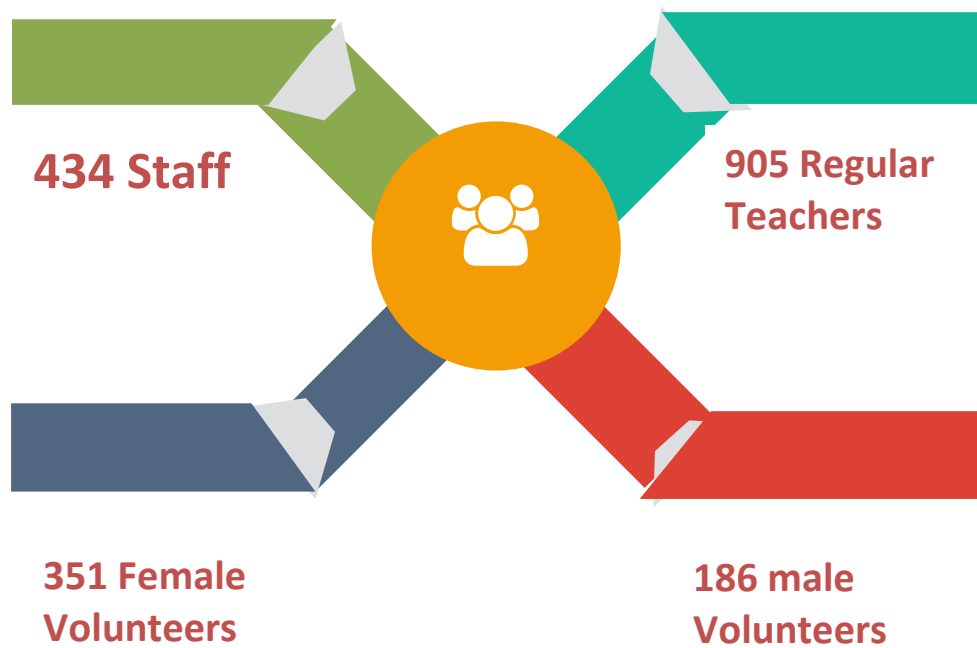 434 Staff
905 Regular
Teachers
351 Female
Volunteers
186 male
Volunteers